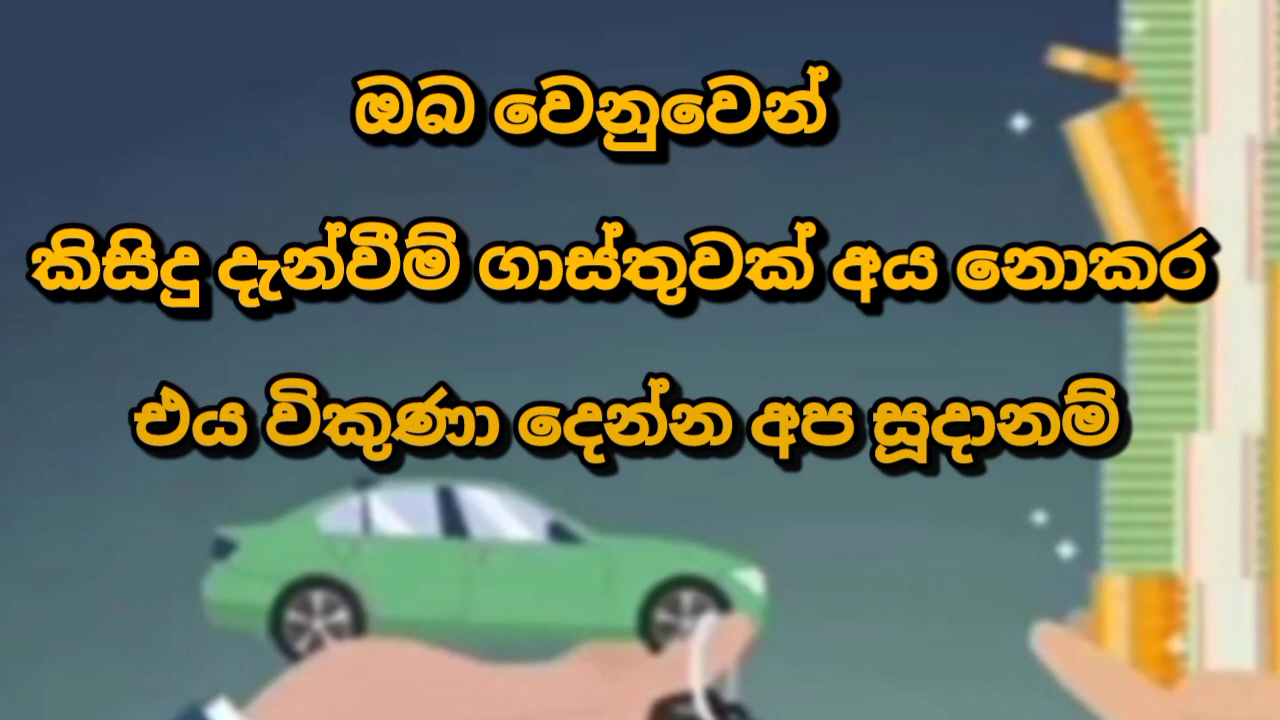 ඔබ වෙනුවෙන්
කිසිදු දැන්වීම් ගාස්තුවක් අය නොකර
එය විකුණා දෙන්න අප සූදානම්